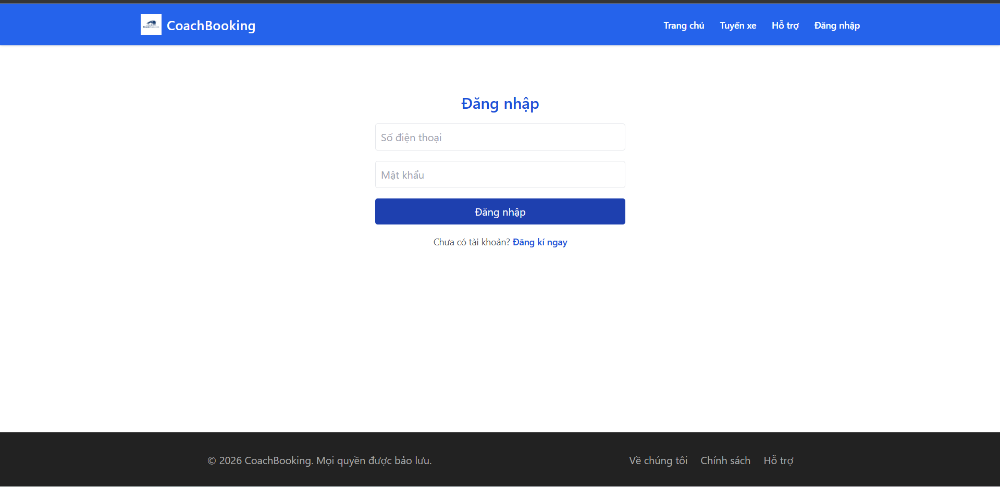 CoachBooking
Trang chủ Tuyến xe Hỗ trợ Đăng nhập
Đăng nhập
Số điện thoại
Mật khẩu
Đăng nhập
Chưa có tài khoản? Đăng kí ngay
© 2026 CoachBooking. Mọi quyền được bảo lưu.
Về chúng tôi Chính sách Hỗ trợ